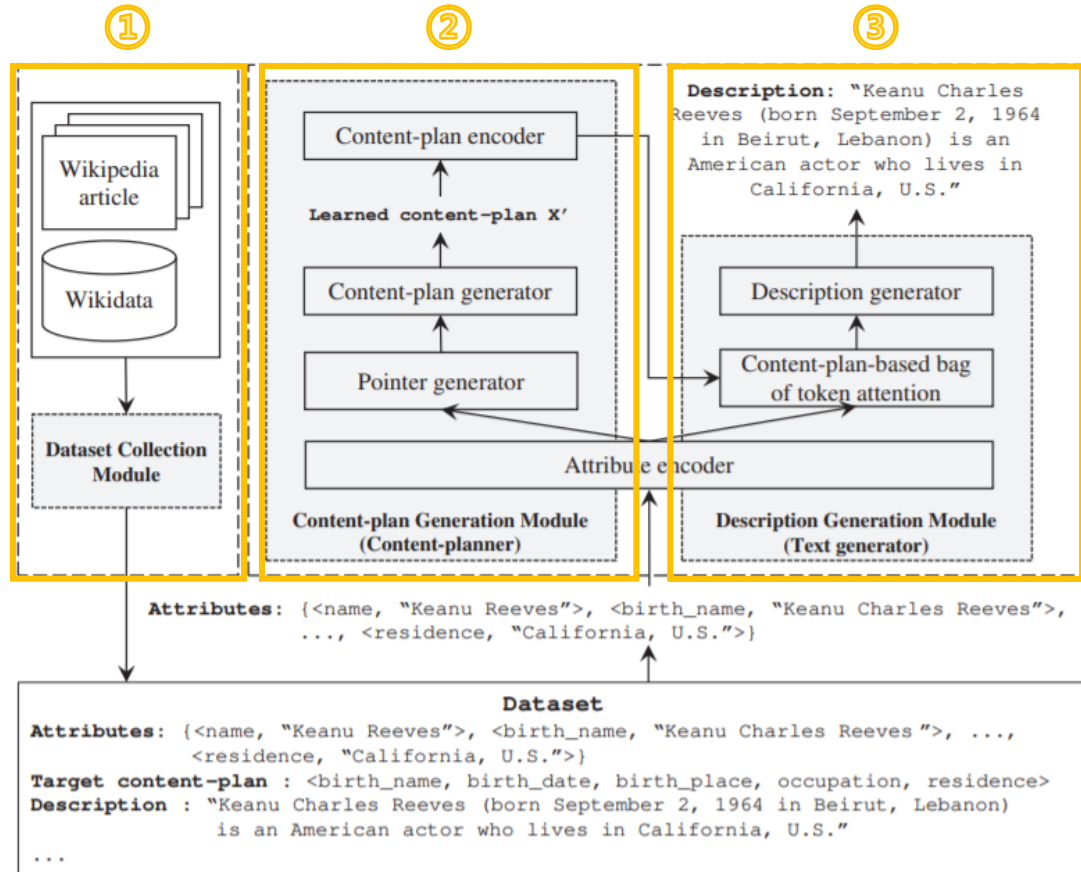 ①
②
③
Wikipedia
article
Wikidata
Dataset Collection
Module
Content-plan encoder
Learned content-plan X′
Content-plan generator
Pointer generator
Attribute encoder
Content-plan Generation Module
(Content-planner)
Description: "Keanu Charles
Reeves (born September 2, 1964
in Beirut, Lebanon) is an
American actor who lives in
California, U.S."
Description generator
Content-plan-based bag
of token attention
Description Generation Module
(Text generator)
Attributes: {<name, "Keanu Reeves">, <birth_name, "Keanu Charles Reeves">,
..., <residence, "California, U.S.">}
Dataset
Attributes: {<name, "Keanu Reeves">, <birth_name, "Keanu Charles Reeves ">, ...,
<residence, "California, U.S.">}
Target content-plan : <birth_name, birth_date, birth_place, occupation, residence>
Description : "Keanu Charles Reeves (born September 2, 1964 in Beirut, Lebanon)
is an American actor who lives in California, U.S."
...